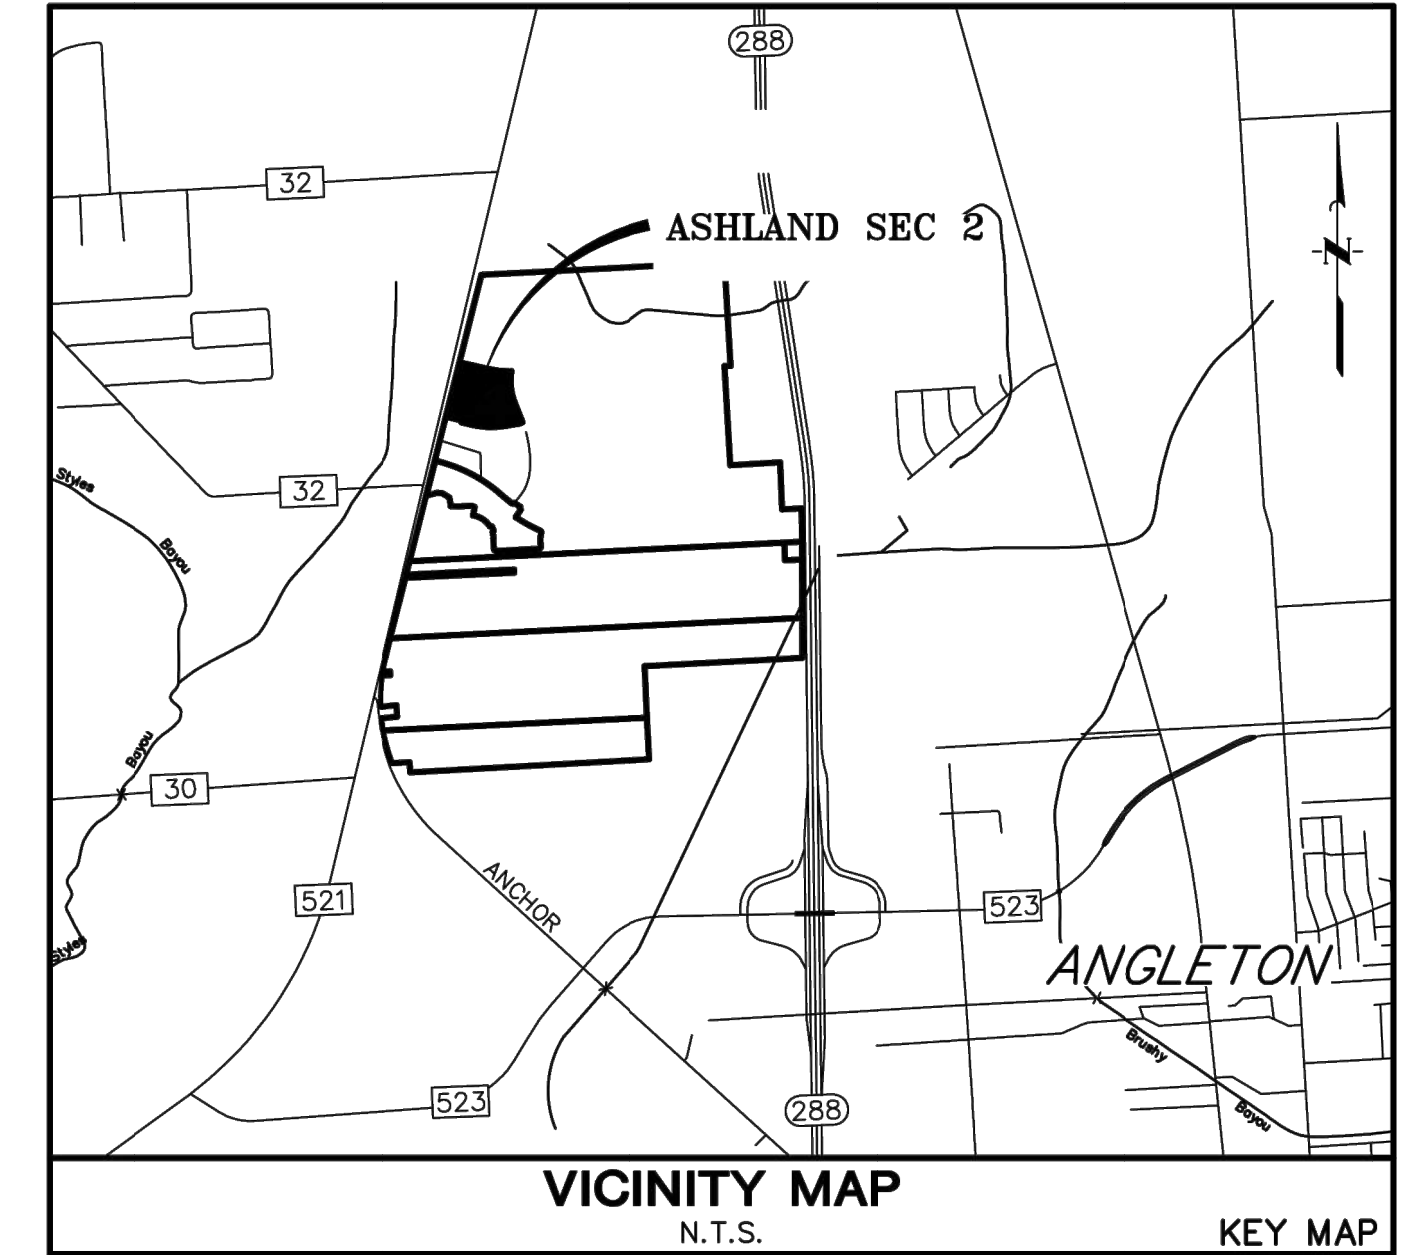 288
32
ASHLAND SEC 2
N
32
Styles
Bayou
Bayou
30
521
ANCHOR
523
Styles
ANGLETON
Brushy
523
288
Bayou
VICINITY MAP
N.T.S.
KEY MAP